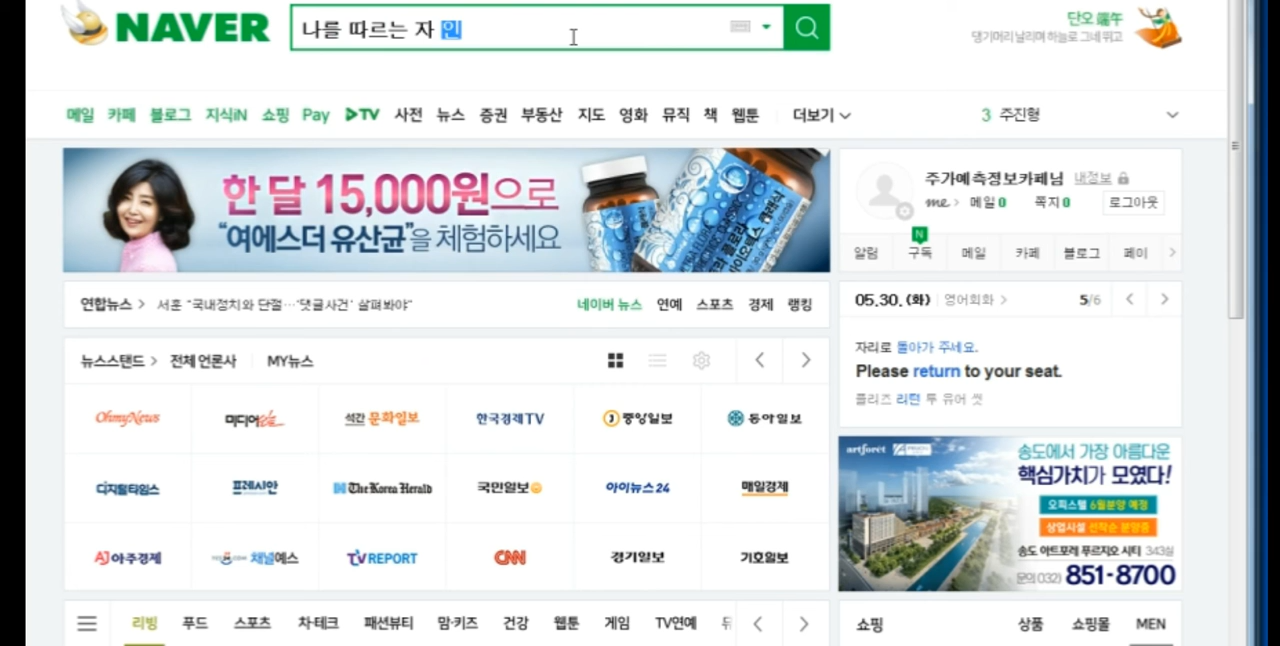 NAVER
나를 따르는 자 인
단오 端午
댕기머리 날리며 하늘로 그네 뛰고
메일 카페 블로그 지식iN 쇼핑 Pay ▶TV 사전 뉴스 증권 부동산 지도 영화 뮤직 책 웹툰 더보기
3 주진형
한 달 15,000원으로
“여에스더 유산균”을 체험하세요
주가예측정보카페님 내정보
me 메일 0 쪽지 0 로그아웃
N
알림 구독 메일 카페 블로그 페이
연합뉴스 > 서훈 "국내정치와 단절…'댓글사건' 살펴봐야"
네이버 뉴스 연예 스포츠 경제 랭킹
05.30. (화) 영어회화 > 5/6
자리로 돌아가 주세요.
Please return to your seat.
플리즈 리턴 투 유어 씻
뉴스스탠드 > 전체 언론사 MY뉴스
OhmyNews 석간 문화일보 한국경제TV 중앙일보 동아일보
디지털타임스 프레시안 The Korea Herald 국민일보 아이뉴스24 매일경제
아주경제 채널예스 TV REPORT CNN 경기일보 기호일보
artforêt
송도에서 가장 아름다운
핵심가치가 모였다!
오피스텔 6월분양 예정
상업시설 선착순 분양중
송도 아트포레 푸르지오 시티 343실
문의 032) 851-8700
리빙 푸드 스포츠 차·테크 패션뷰티 맘·키즈 건강 웹툰 게임 TV연예
쇼핑 상품 쇼핑몰 MEN